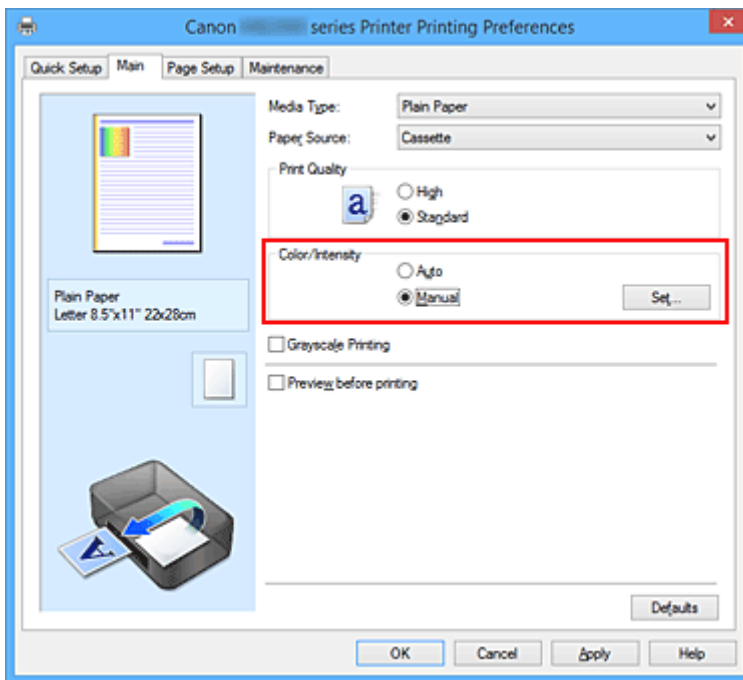 Canon series Printer Printing Preferences
Quick Setup Main Page Setup Maintenance
Media Type: Plain Paper
Paper Source: Cassette
Print Quality
a
High
Standard
Color/Intensity
Auto
Manual Set...
Plain Paper
Letter 8.5"x11" 22x28cm
Grayscale Printing
Preview before printing
A
Defaults
OK Cancel Apply Help